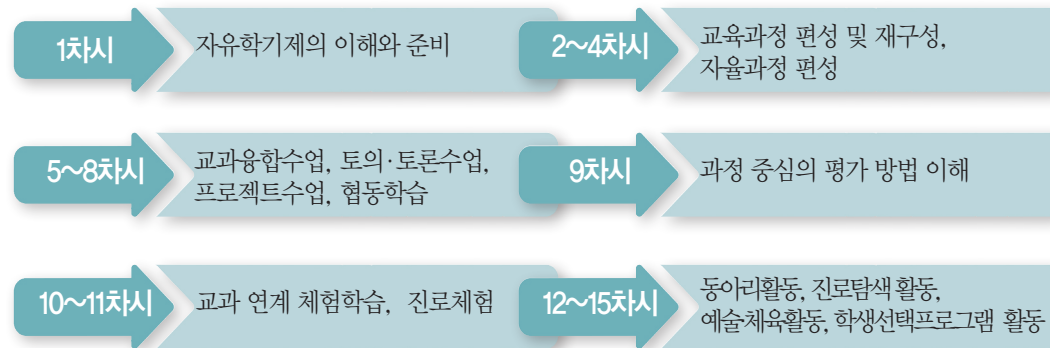 1차시
자유학기제의 이해와 준비
2~4차시
교육과정 편성 및 재구성,
자율과정 편성
5~8차시
교과융합수업, 토의·토론수업,
프로젝트수업, 협동학습
9차시
과정 중심의 평가 방법 이해
10~11차시
교과 연계 체험학습, 진로체험
12~15차시
동아리활동, 진로탐색 활동,
예술체육활동, 학생선택프로그램 활동